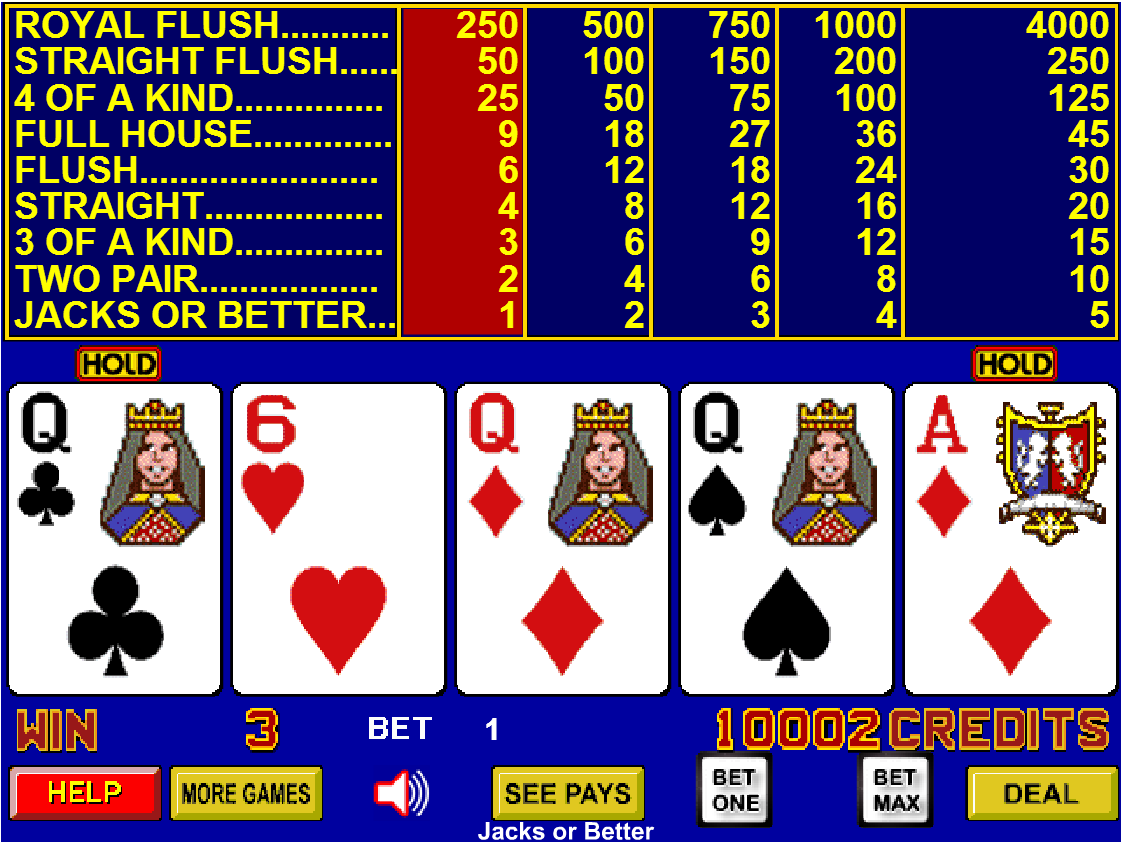 ROYAL FLUSH........... 250 500 750 1000 4000
STRAIGHT FLUSH...... 50 100 150 200 250
4 OF A KIND............... 25 50 75 100 125
FULL HOUSE.............. 9 18 27 36 45
FLUSH........................ 6 12 18 24 30
STRAIGHT.................. 4 8 12 16 20
3 OF A KIND............... 3 6 9 12 15
TWO PAIR.................. 2 4 6 8 10
JACKS OR BETTER... 1 2 3 4 5
HOLD HOLD
Q 6 Q Q A
WIN 3 BET 1 10002 CREDITS
HELP MORE GAMES SEE PAYS BET ONE BET MAX DEAL
Jacks or Better